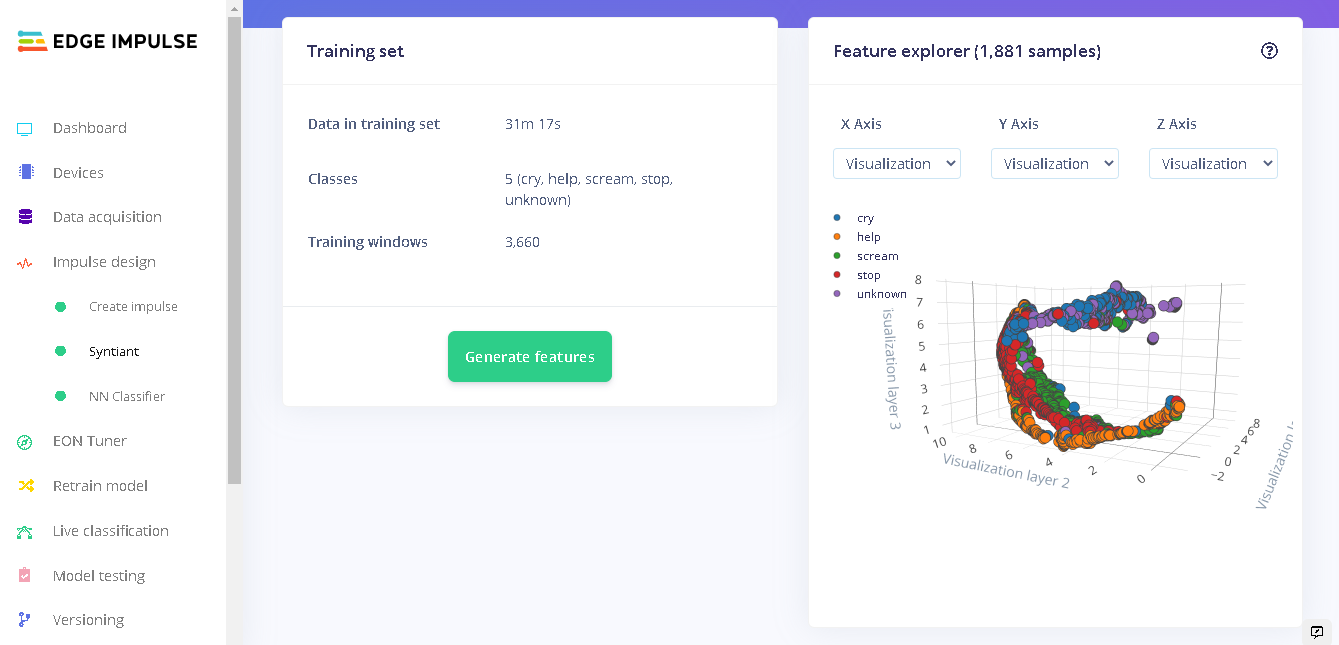 EDGE IMPULSE
Dashboard
Devices
Data acquisition
Impulse design
Create impulse
Syntiant
NN Classifier
EON Tuner
Retrain model
Live classification
Model testing
Versioning
Training set
Data in training set 31m 17s
Classes 5 (cry, help, scream, stop,
unknown)
Training windows 3,660
Generate features
Feature explorer (1,881 samples)
X Axis Y Axis Z Axis
Visualization Visualization Visualization
cry
help
scream
stop
unknown
8
7
6
5
4
3
2
1
isualization layer 3
10 8 6 4 2 0
Visualization layer 2
−2 0 2 4 6 8
Visualization